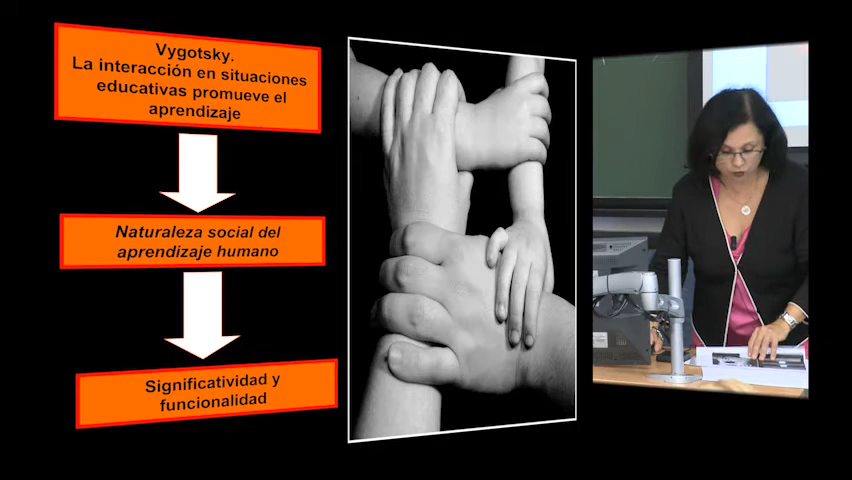 Vygotsky.
La interacción en situaciones
educativas promueve el
aprendizaje
Naturaleza social del
aprendizaje humano
Significatividad y
funcionalidad